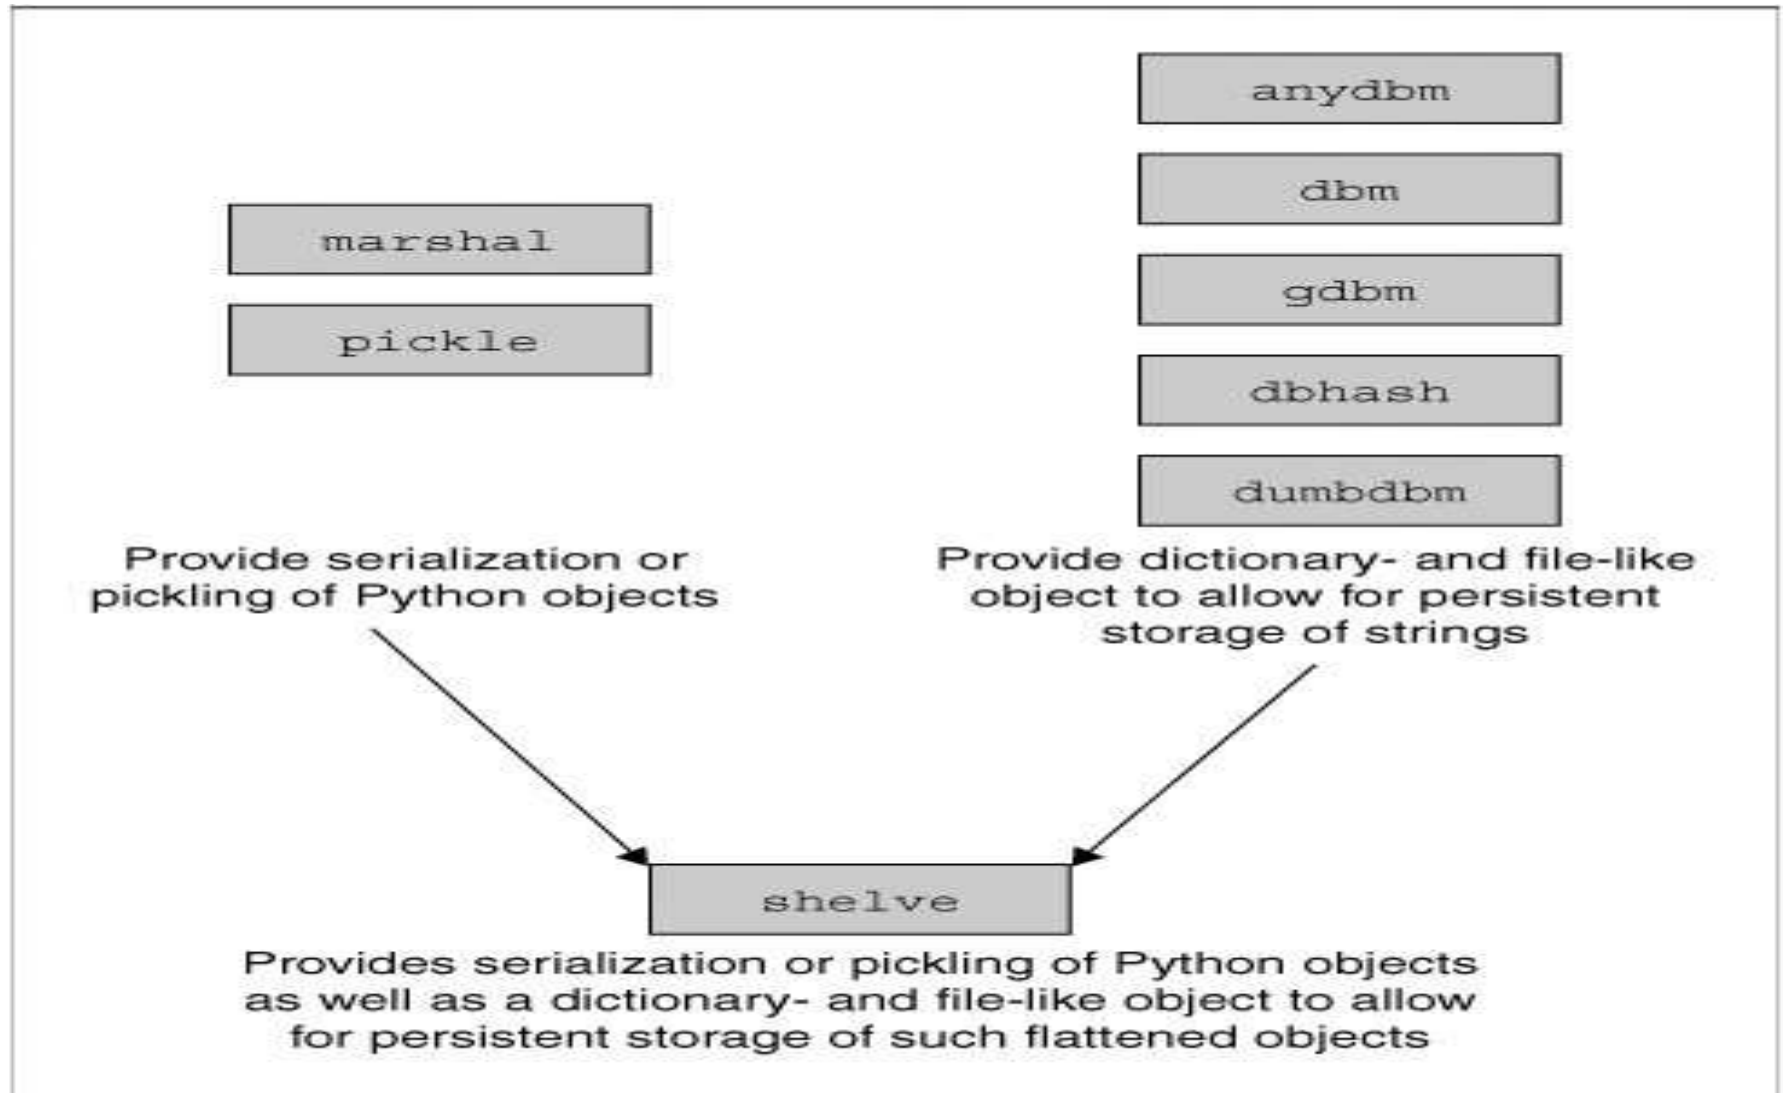 marshal
pickle
Provide serialization or
pickling of Python objects
anydbm
dbm
gdbm
dbhash
dumbdbm
Provide dictionary- and file-like
object to allow for persistent
storage of strings
shelve
Provides serialization or pickling of Python objects
as well as a dictionary- and file-like object to allow
for persistent storage of such flattened objects